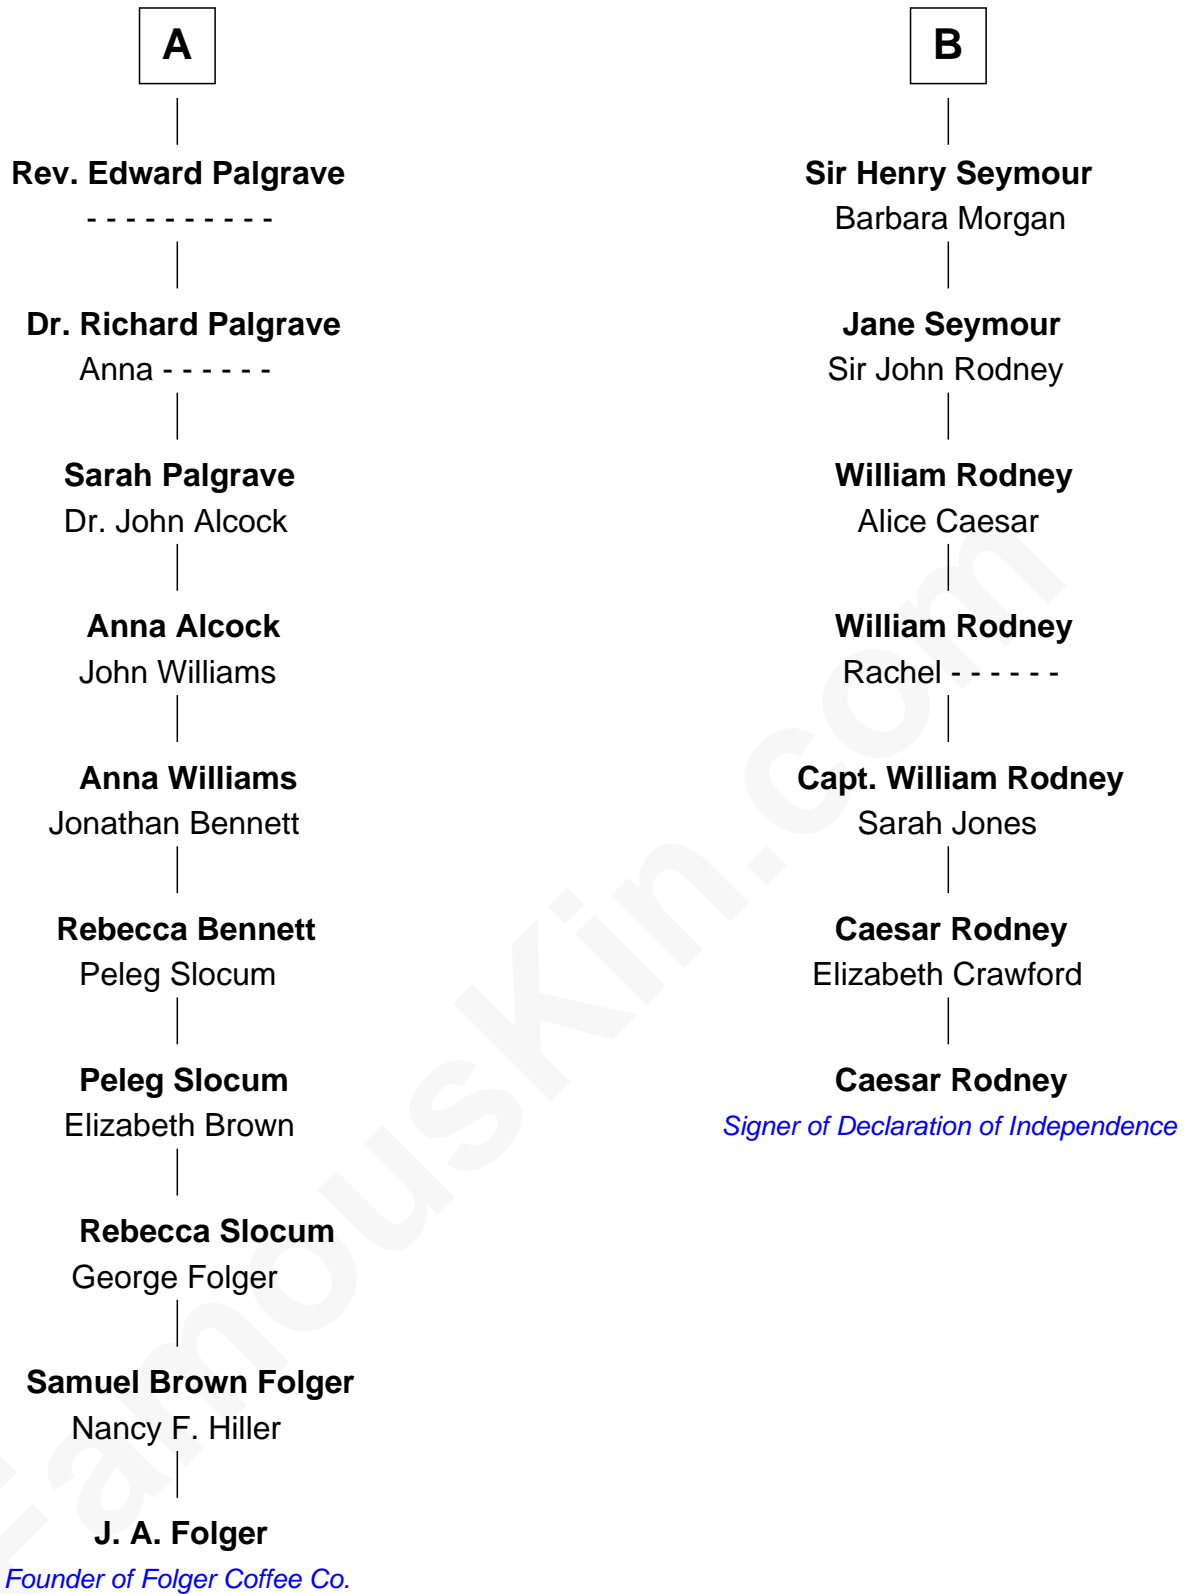 A
Rev. Edward Palgrave
- - - - - - - - - -
Dr. Richard Palgrave
Anna - - - - - -
Sarah Palgrave
Dr. John Alcock
Anna Alcock
John Williams
Anna Williams
Jonathan Bennett
Rebecca Bennett
Peleg Slocum
Peleg Slocum
Elizabeth Brown
Rebecca Slocum
George Folger
Samuel Brown Folger
Nancy F. Hiller
J. A. Folger
Founder of Folger Coffee Co.
B
Sir Henry Seymour
Barbara Morgan
Jane Seymour
Sir John Rodney
William Rodney
Alice Caesar
William Rodney
Rachel - - - - - -
Capt. William Rodney
Sarah Jones
Caesar Rodney
Elizabeth Crawford
Caesar Rodney
Signer of Declaration of Independence
FamousKin.com